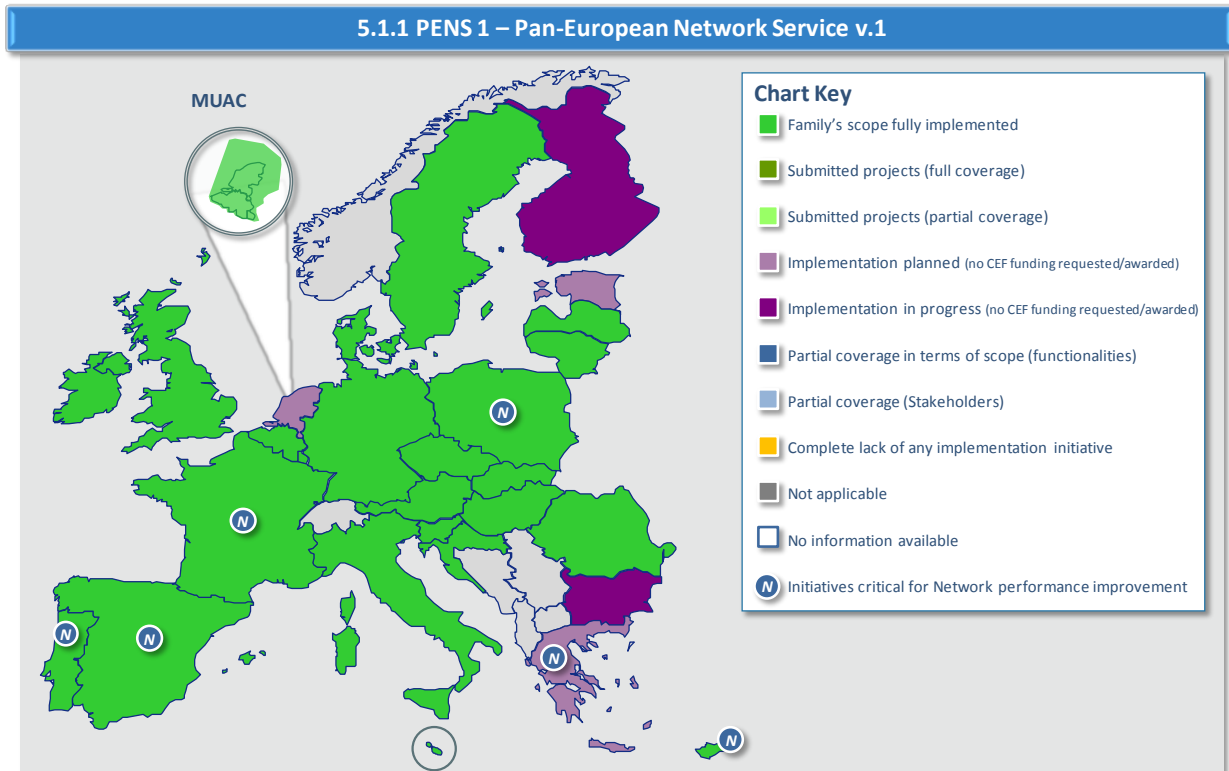 5.1.1 PENS 1 – Pan-European Network Service v.1
MUAC
Chart Key
Family's scope fully implemented
Submitted projects (full coverage)
Submitted projects (partial coverage)
Implementation planned (no CEF funding requested/awarded)
Implementation in progress (no CEF funding requested/awarded)
Partial coverage in terms of scope (functionalities)
Partial coverage (Stakeholders)
Complete lack of any implementation initiative
Not applicable
No information available
N Initiatives critical for Network performance improvement
N
N
N
N
N
N